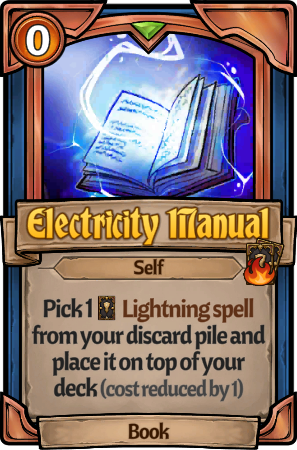 0
Electricity Manual
Self
Pick 1 Lightning spell
from your discard pile and
place it on top of your
deck (cost reduced by 1)
Book